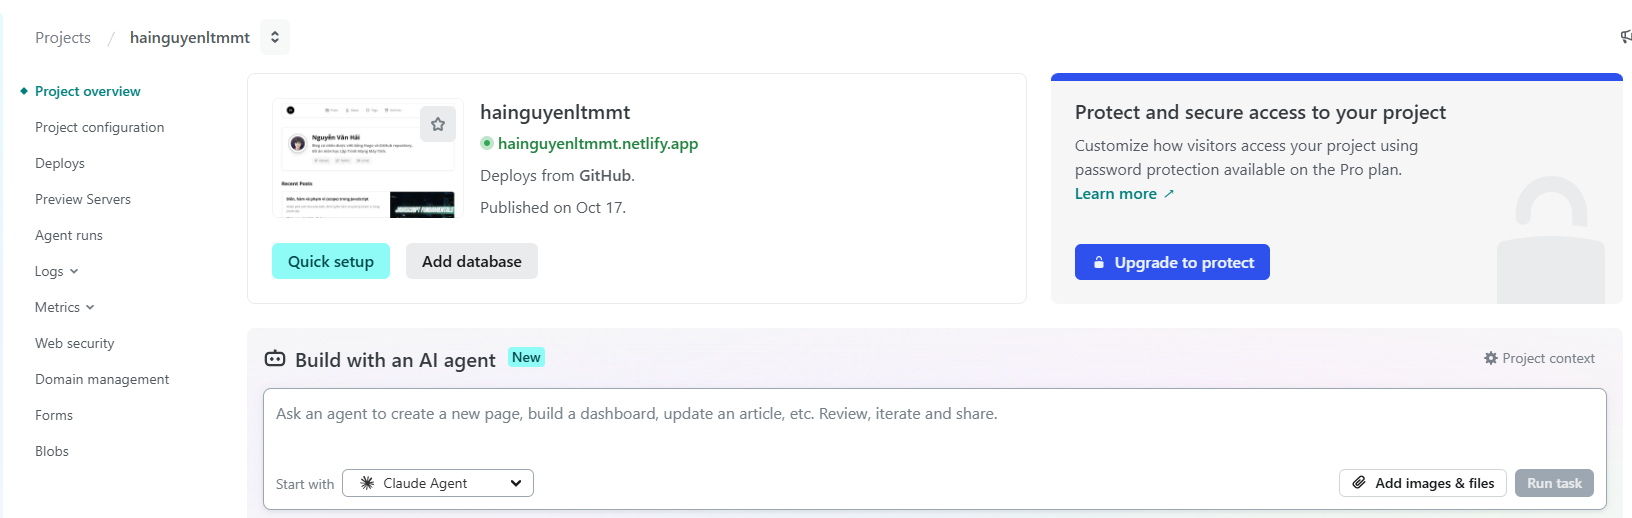 Projects / hainguyenltmmt
Project overview
Project configuration
Deploys
Preview Servers
Agent runs
Logs
Metrics
Web security
Domain management
Forms
Blobs
Nguyễn Văn Hải
Recent Posts
hainguyenltmmt
hainguyenltmmt.netlify.app
Deploys from GitHub.
Published on Oct 17.
Quick setup
Add database
Protect and secure access to your project
Customize how visitors access your project using
password protection available on the Pro plan.
Learn more ↗
Upgrade to protect
Build with an AI agent New
Project context
Ask an agent to create a new page, build a dashboard, update an article, etc. Review, iterate and share.
Start with Claude Agent
Add images & files
Run task